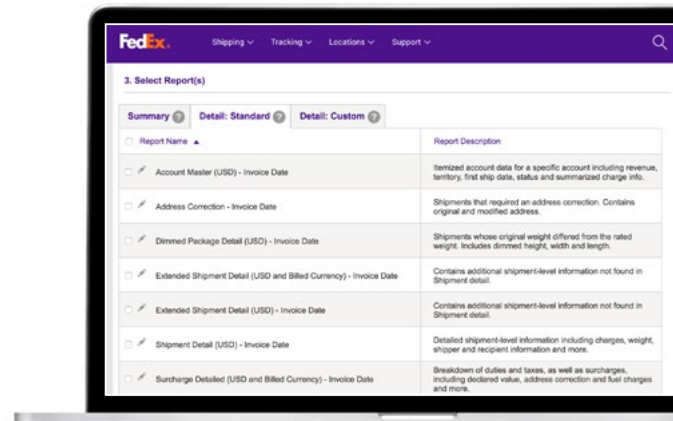 FedEx.
Shipping
Tracking
Locations
Support
3. Select Report(s)
Summary ?
Detail: Standard ?
Detail: Custom ?
Report Name
Report Description
Account Master (USD) - Invoice Date
Itemized account data for a specific account including revenue,
territory, first ship date, status and summarized charge info.
Address Correction - Invoice Date
Shipments that required an address correction. Contains
original and modified address.
Dimmed Package Detail (USD) - Invoice Date
Shipments whose original weight differed from the rated
weight. Includes dimmed height, width and length.
Extended Shipment Detail (USD and Billed Currency) - Invoice Date
Contains additional shipment-level information not found in
Shipment detail.
Extended Shipment Detail (USD) - Invoice Date
Contains additional shipment-level information not found in
Shipment detail.
Shipment Detail (USD) - Invoice Date
Detailed shipment-level information including charges, weight,
shipper and recipient information and more.
Surcharge Detailed (USD and Billed Currency) - Invoice Date
Breakdown of duties and taxes, as well as surcharges,
including declared value, address correction and fuel charges
and more.